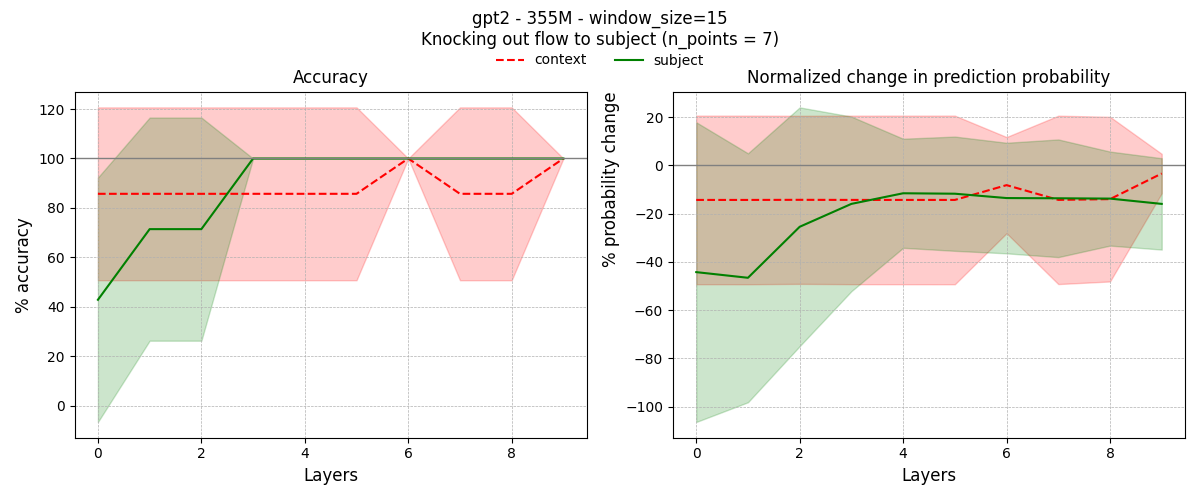 gpt2 - 355M - window_size=15
Knocking out flow to subject (n_points = 7)
context subject
Accuracy
% accuracy
120
100
80
60
40
20
0
0 2 4 6 8
Layers
Normalized change in prediction probability
% probability change
20
0
−20
−40
−60
−80
−100
0 2 4 6 8
Layers